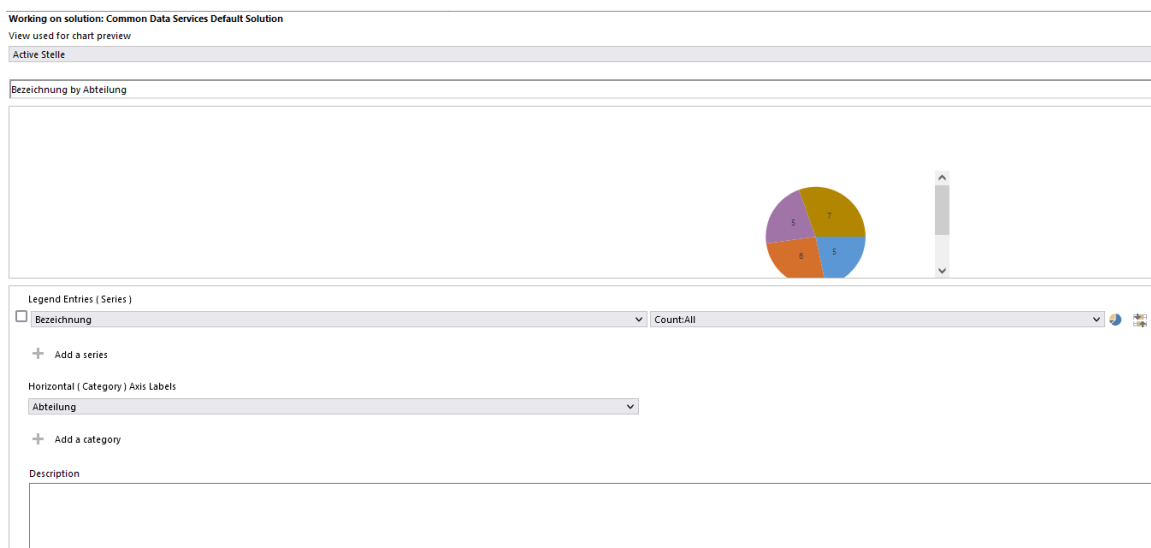 Working on solution: Common Data Services Default Solution
View used for chart preview
Active Stelle
Bezeichnung by Abteilung
5 7
8 5
Legend Entries ( Series )
Bezeichnung Count:All
Add a series
Horizontal ( Category ) Axis Labels
Abteilung
Add a category
Description